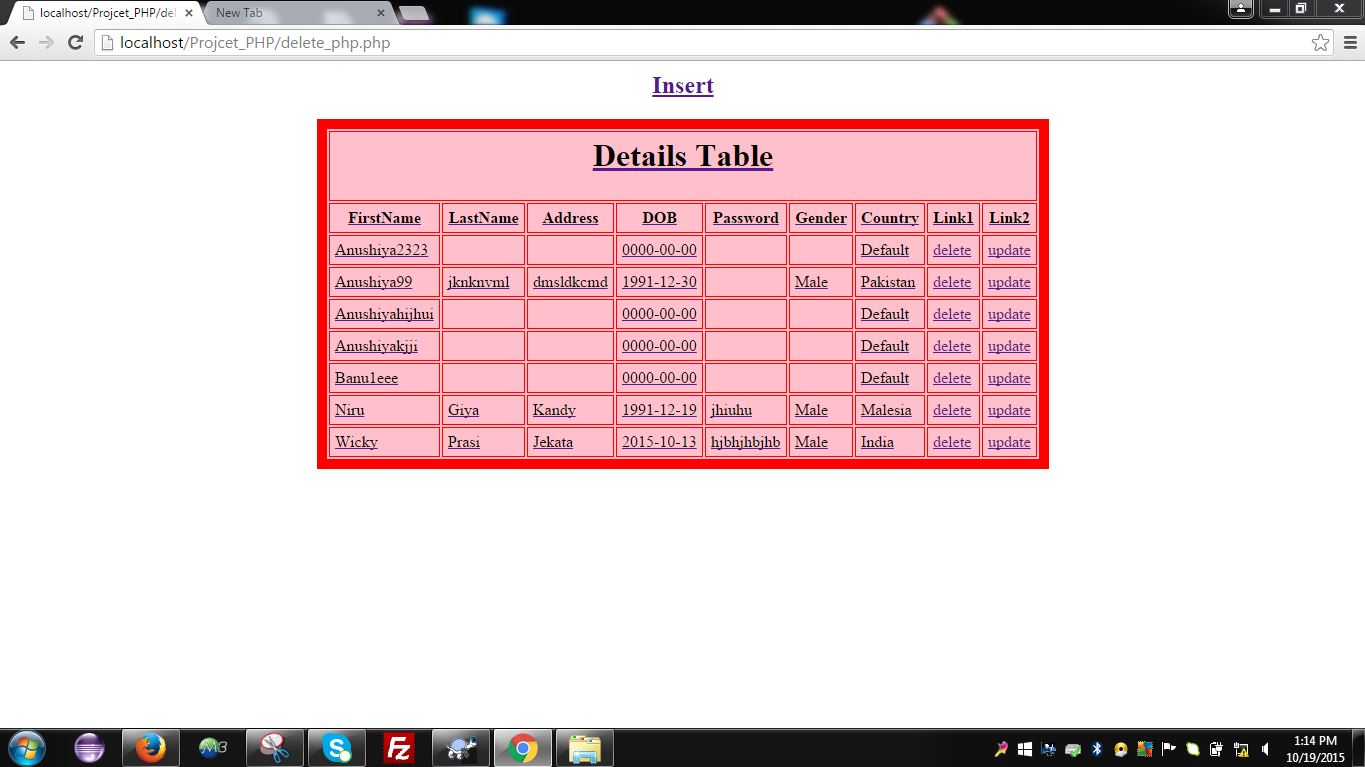 localhost/Projcet_PHP/del
New Tab
localhost/Projcet_PHP/delete_php.php
Insert
Details Table
FirstName LastName Address DOB Password Gender Country Link1 Link2
Anushiya2323 0000-00-00 Default delete update
Anushiya99 jknknvml dmsldkcmd 1991-12-30 Male Pakistan delete update
Anushiyahijhui 0000-00-00 Default delete update
Anushiyakjji 0000-00-00 Default delete update
Banu1eee 0000-00-00 Default delete update
Niru Giya Kandy 1991-12-19 jhiuhu Male Malesia delete update
Wicky Prasi Jekata 2015-10-13 hjbhjhbjhb Male India delete update
1:14 PM
10/19/2015